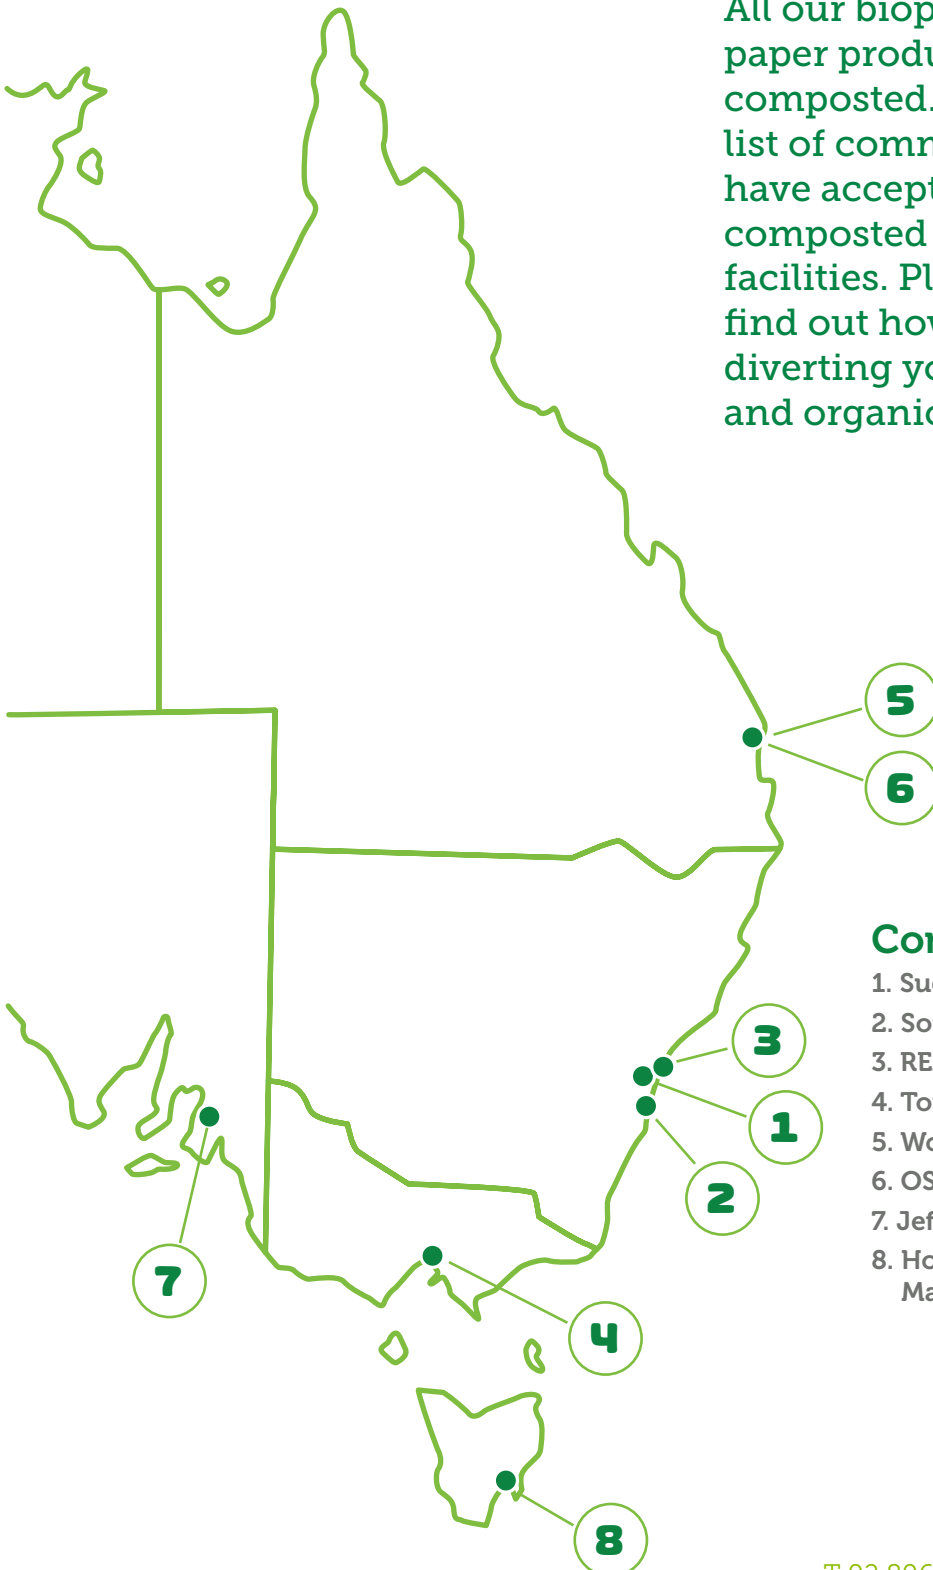 All our biop
paper produ
composted.
list of comm
have accept
composted
facilities. Pl
find out how
diverting yo
and organic
5
6
Con
1. Su
3
2. So
3. RE
4. To
1
5. Wo
6. OS
2
7. Jef
8. Ho
Ma
7
4
8